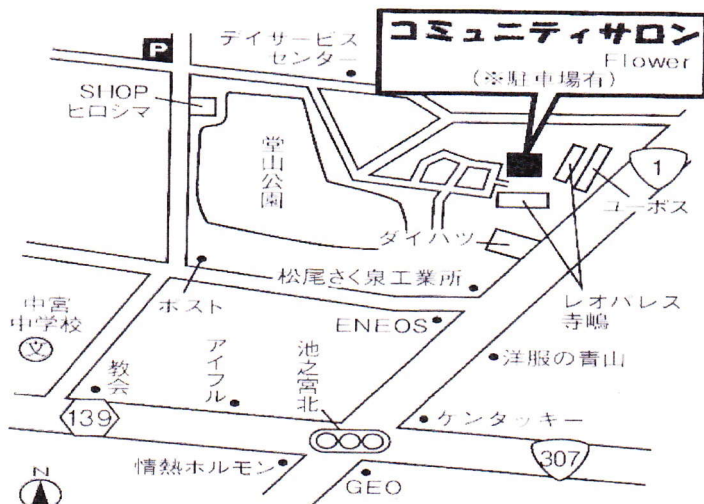 コミュニティサロン
Flower
(※駐車場有)
P
デイサービス
センター
SHOP
ヒロシマ
堂山公園
1
ユーポス
ダイハツ
松尾さく泉工業所
レオパレス
寺嶋
中宮
中学校
文
ポスト
ENEOS
教会
アイフル
池之宮北
洋服の青山
139
ケンタッキー
307
情熱ホルモン
GEO
N